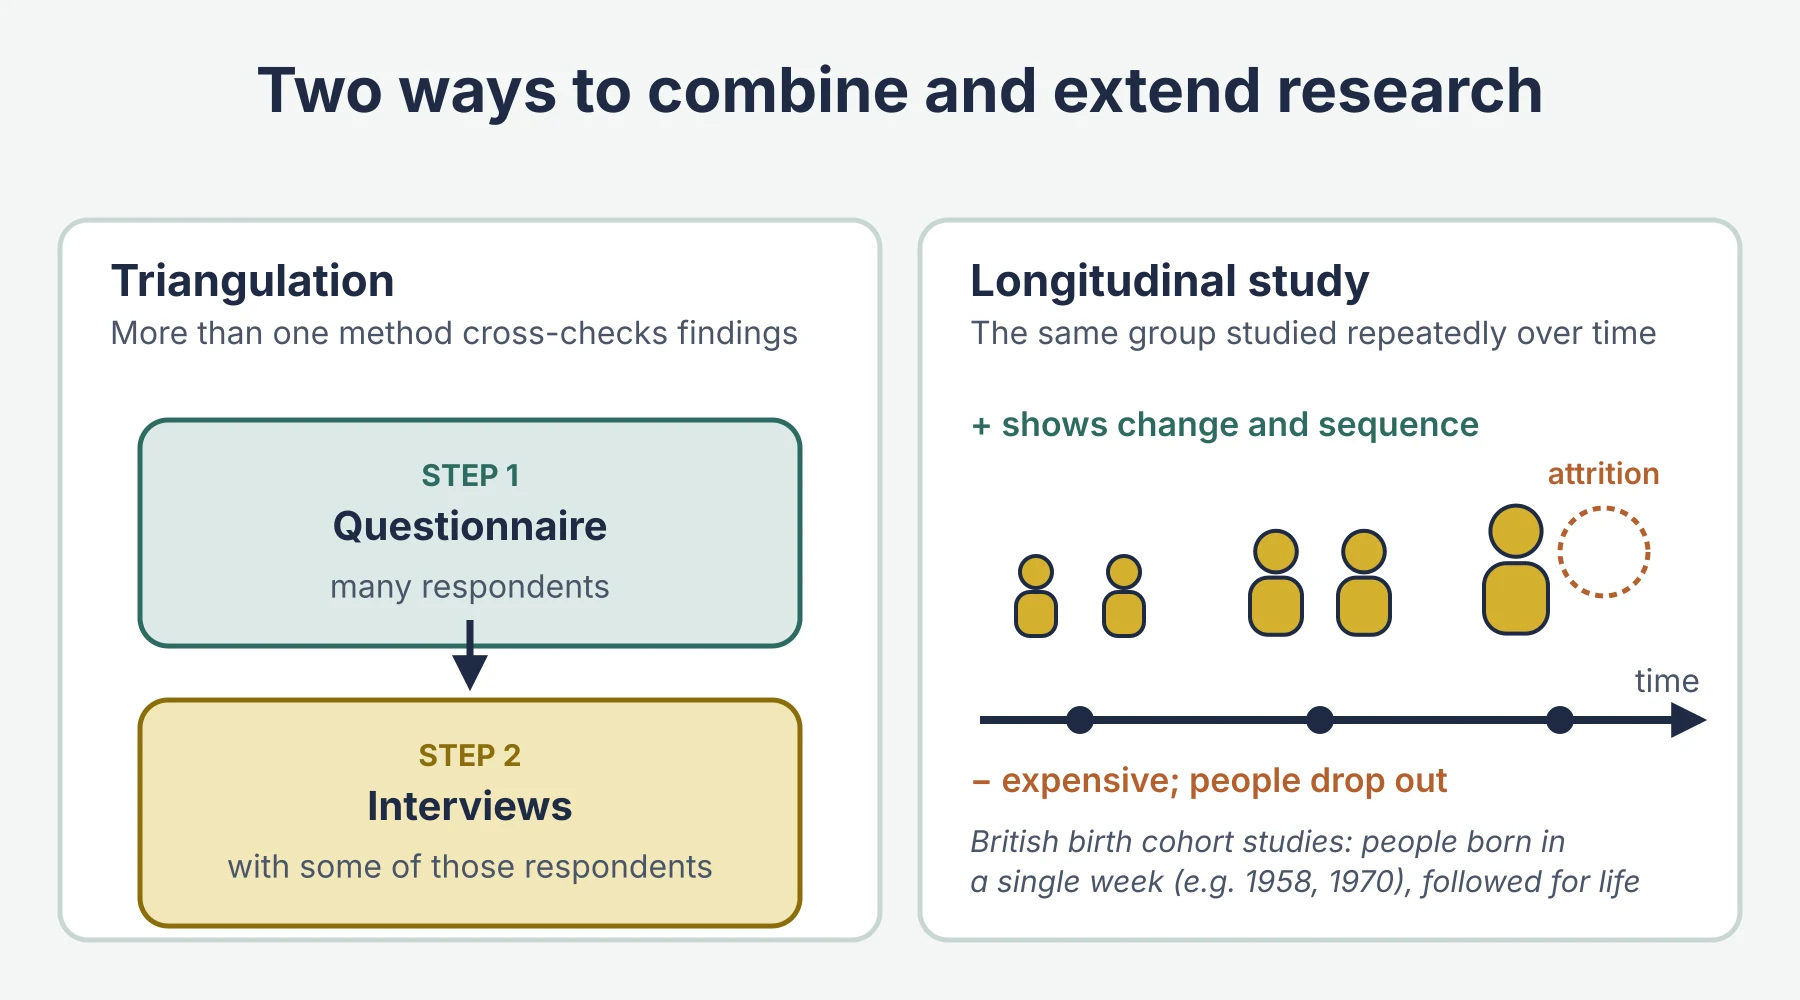 Two ways to combine and extend research
Triangulation
More than one method cross-checks findings
STEP 1
Questionnaire
many respondents
STEP 2
Interviews
with some of those respondents
Longitudinal study
The same group studied repeatedly over time
+ shows change and sequence
attrition
time
– expensive; people drop out
British birth cohort studies: people born in
a single week (e.g. 1958, 1970), followed for life